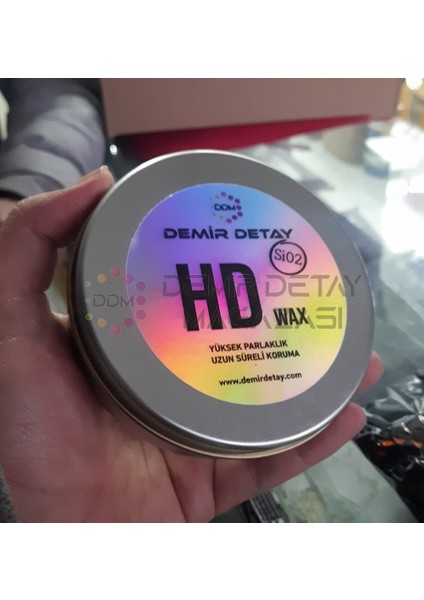 DDM
DEMİR DETAY
SiO2
HD WAX
YÜKSEK PARLAKLIK
UZUN SÜRELİ KORUMA
www.demirdetay.com
DDM
DEMİR DETAY
MAĞAZASI